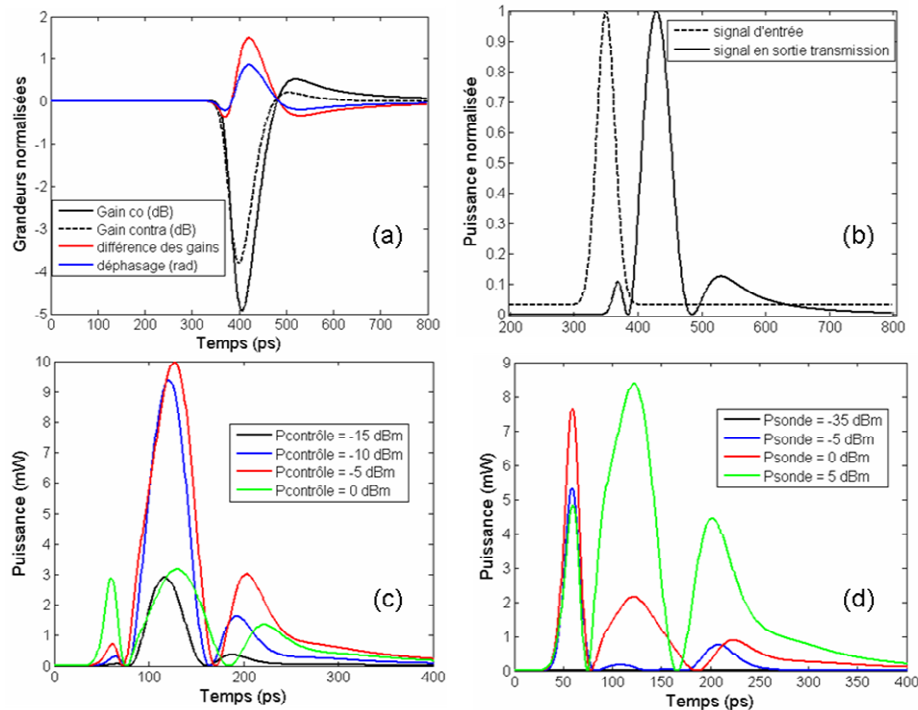 2
1
0
-1
-2
-3
-4
-5
Grandeurs normalisées
Gain co (dB)
Gain contra (dB)
différence des gains
déphasage (rad)
(a)
0 100 200 300 400 500 600 700 800
Temps (ps)
1
0.9
0.8
0.7
0.6
0.5
0.4
0.3
0.2
0.1
0
Puissance normalisée
signal d'entrée
signal en sortie transmission
(b)
200 300 400 500 600 700 800
Temps (ps)
10
9
8
7
6
5
4
3
2
1
0
Puissance (mW)
Pcontrôle = -15 dBm
Pcontrôle = -10 dBm
Pcontrôle = -5 dBm
Pcontrôle = 0 dBm
(c)
0 100 200 300 400
Temps (ps)
9
8
7
6
5
4
3
2
1
0
Puissance (mW)
Psonde = -35 dBm
Psonde = -5 dBm
Psonde = 0 dBm
Psonde = 5 dBm
(d)
0 50 100 150 200 250 300 350 400
Temps (ps)